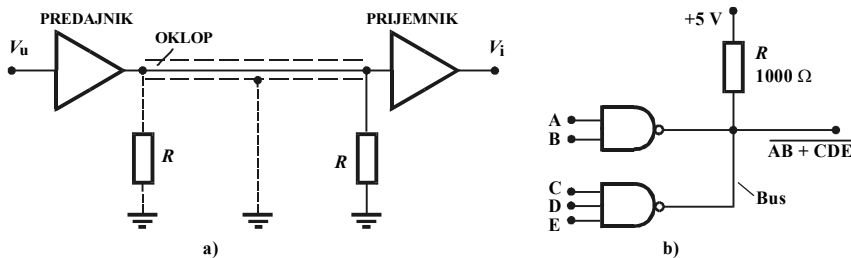 PREDAJNIK
PRIJEMNIK
OKLOP
Vu
Vi
R
R
a)
+5 V
R
1000 Ω
A
B
AB + CDE
C
D
E
Bus
b)